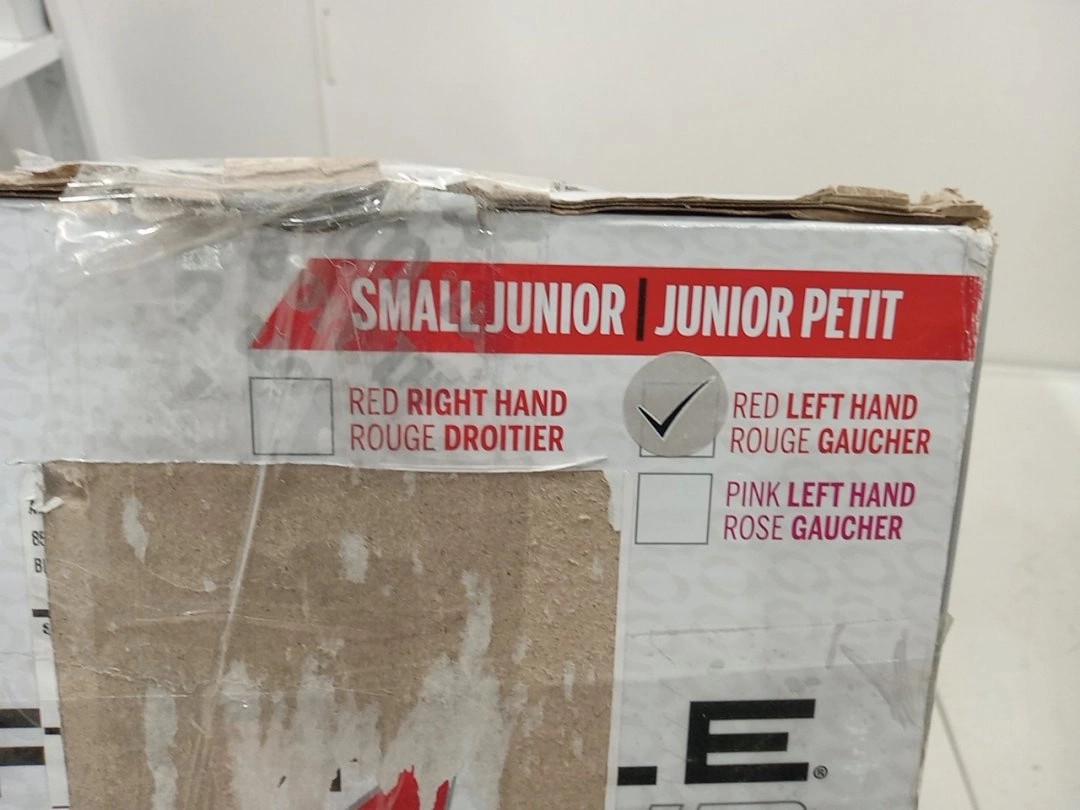 SMALL JUNIOR | JUNIOR PETIT
RED RIGHT HAND
ROUGE DROITIER
RED LEFT HAND
ROUGE GAUCHER
PINK LEFT HAND
ROSE GAUCHER
LE®